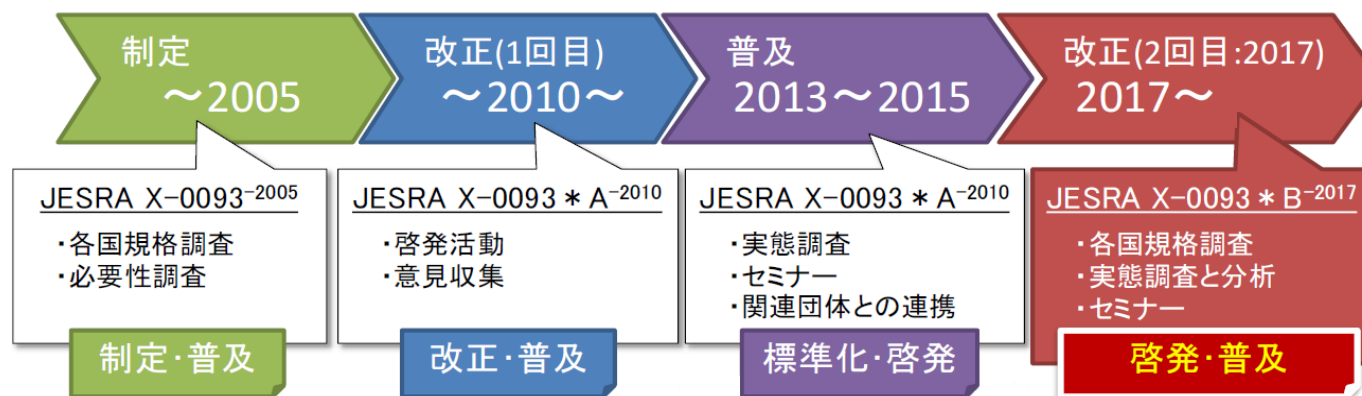 制定
～2005
改正(1回目)
～2010～
普及
2013～2015
改正(2回目:2017)
2017～
JESRA X-0093-2005
・各国規格調査
・必要性調査
制定・普及
JESRA X-0093＊A-2010
・啓発活動
・意見収集
改正・普及
JESRA X-0093＊A-2010
・実態調査
・セミナー
・関連団体との連携
標準化・啓発
JESRA X-0093＊B-2017
・各国規格調査
・実態調査と分析
・セミナー
啓発・普及